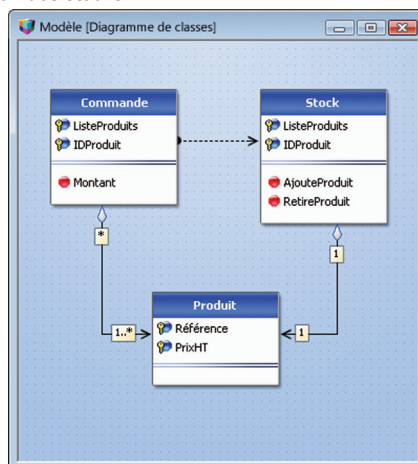 Modèle [Diagramme de classes]
Commande
ListeProduits
IDProduit
Montant
Stock
ListeProduits
IDProduit
AjouteProduit
RetireProduit
*
1
1..*
1
Produit
Référence
PrixHT